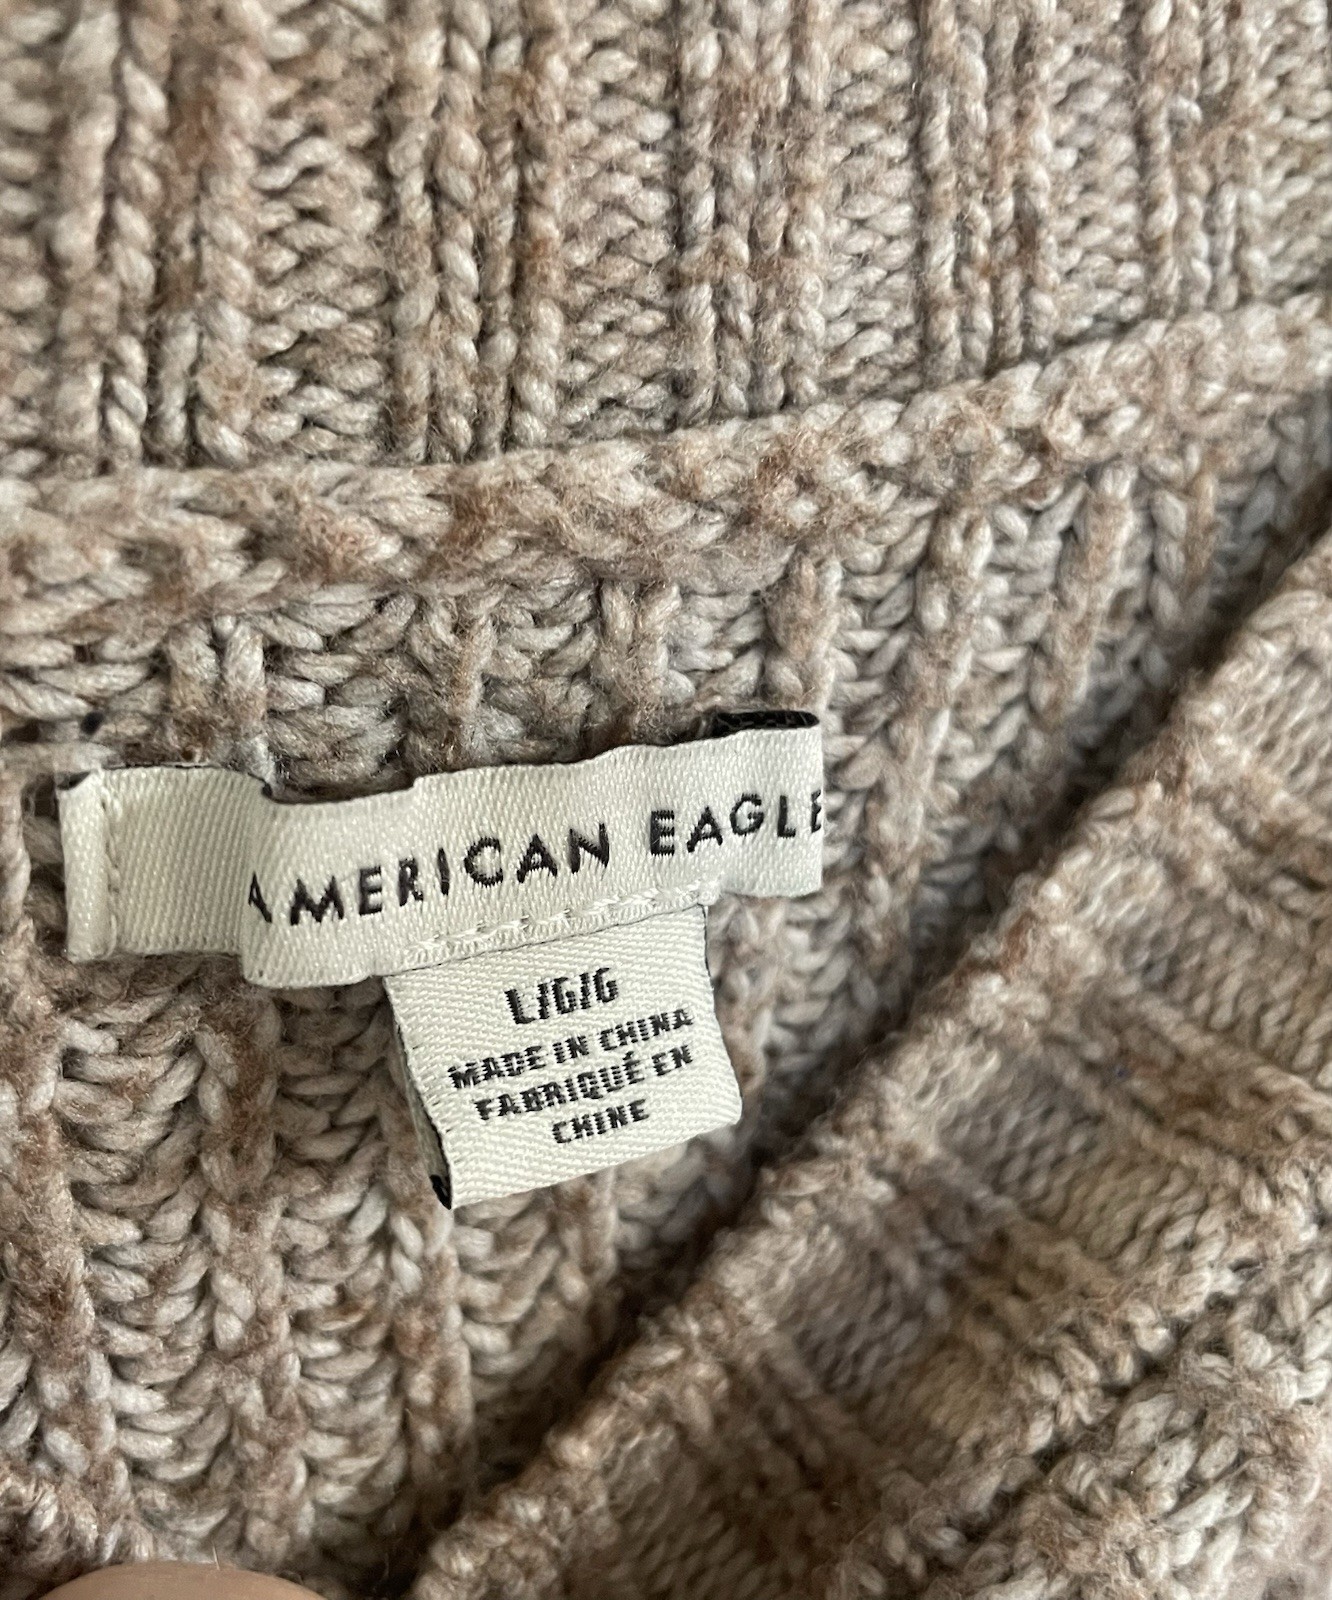 AMERICAN EAGLE
L/G/G
MADE IN CHINA
FABRIQUÉ EN
CHINE